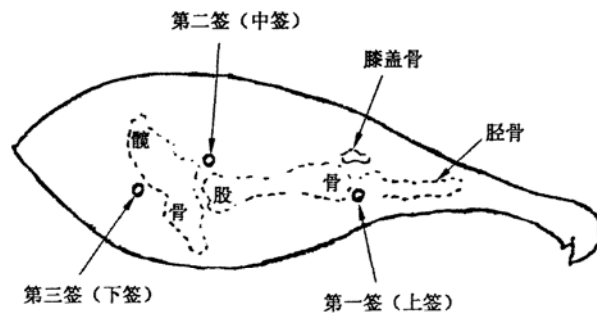 第二签（中签）
膝盖骨
胫骨
髋
股
骨
骨
第三签（下签）
第一签（上签）